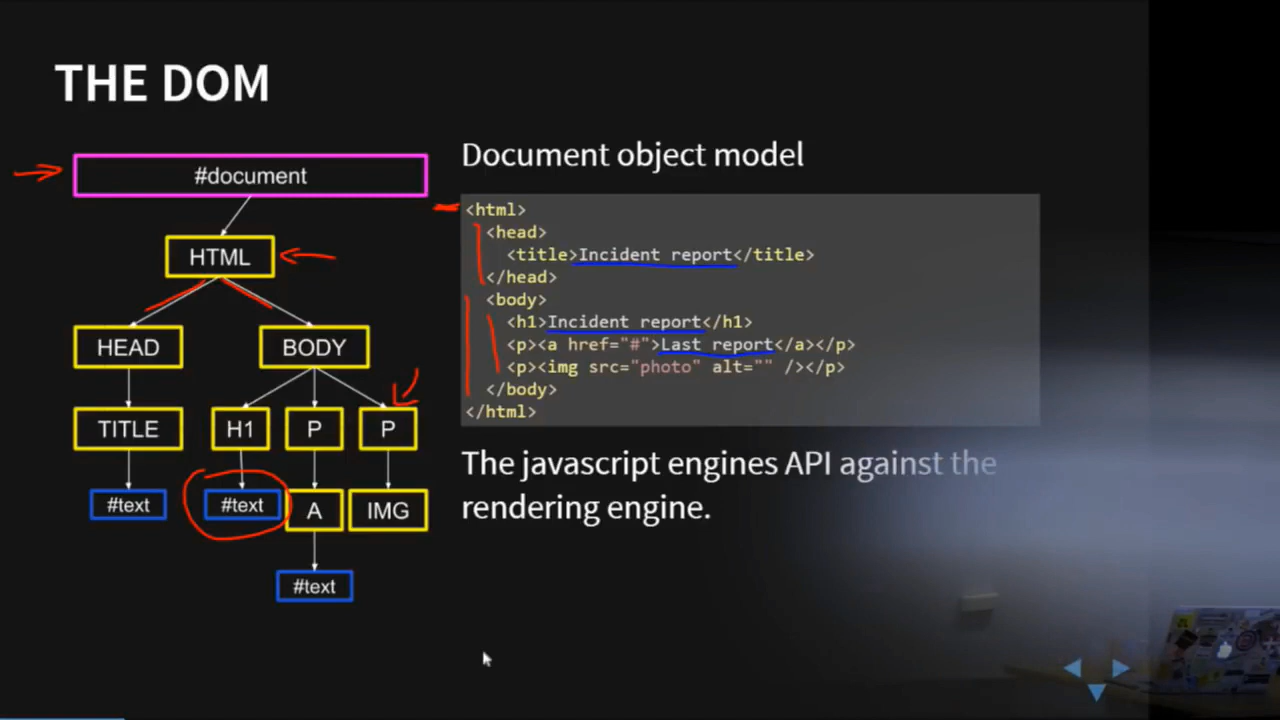 THE DOM
#document
HTML
HEAD
BODY
TITLE
H1
P
P
#text
#text
A
IMG
#text
Document object model
<html>
<head>
<title>Incident report</title>
</head>
<body>
<h1>Incident report</h1>
<p><a href="#">Last report</a></p>
<p><img src="photo" alt="" /></p>
</body>
</html>
The javascript engines API against the
rendering engine.